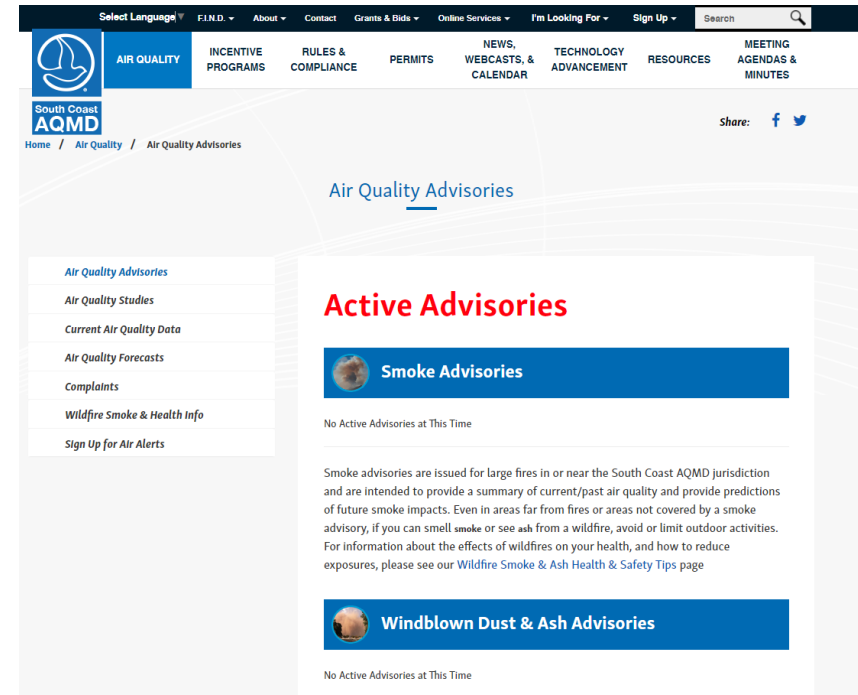 Select Language ▼ F.I.N.D. About Contact Grants & Bids Online Services I'm Looking For Sign Up Search
AIR QUALITY
INCENTIVE
PROGRAMS
RULES &
COMPLIANCE
PERMITS
NEWS,
WEBCASTS, &
CALENDAR
TECHNOLOGY
ADVANCEMENT
RESOURCES
MEETING
AGENDAS &
MINUTES
South Coast
AQMD
Share:
Home / Air Quality / Air Quality Advisories
Air Quality Advisories
Air Quality Advisories
Air Quality Studies
Current Air Quality Data
Air Quality Forecasts
Complaints
Wildfire Smoke & Health Info
Sign Up for Air Alerts
Active Advisories
Smoke Advisories
No Active Advisories at This Time
Smoke advisories are issued for large fires in or near the South Coast AQMD jurisdiction
and are intended to provide a summary of current/past air quality and provide predictions
of future smoke impacts. Even in areas far from fires or areas not covered by a smoke
advisory, if you can smell smoke or see ash from a wildfire, avoid or limit outdoor activities.
For information about the effects of wildfires on your health, and how to reduce
exposures, please see our Wildfire Smoke & Ash Health & Safety Tips page
Windblown Dust & Ash Advisories
No Active Advisories at This Time